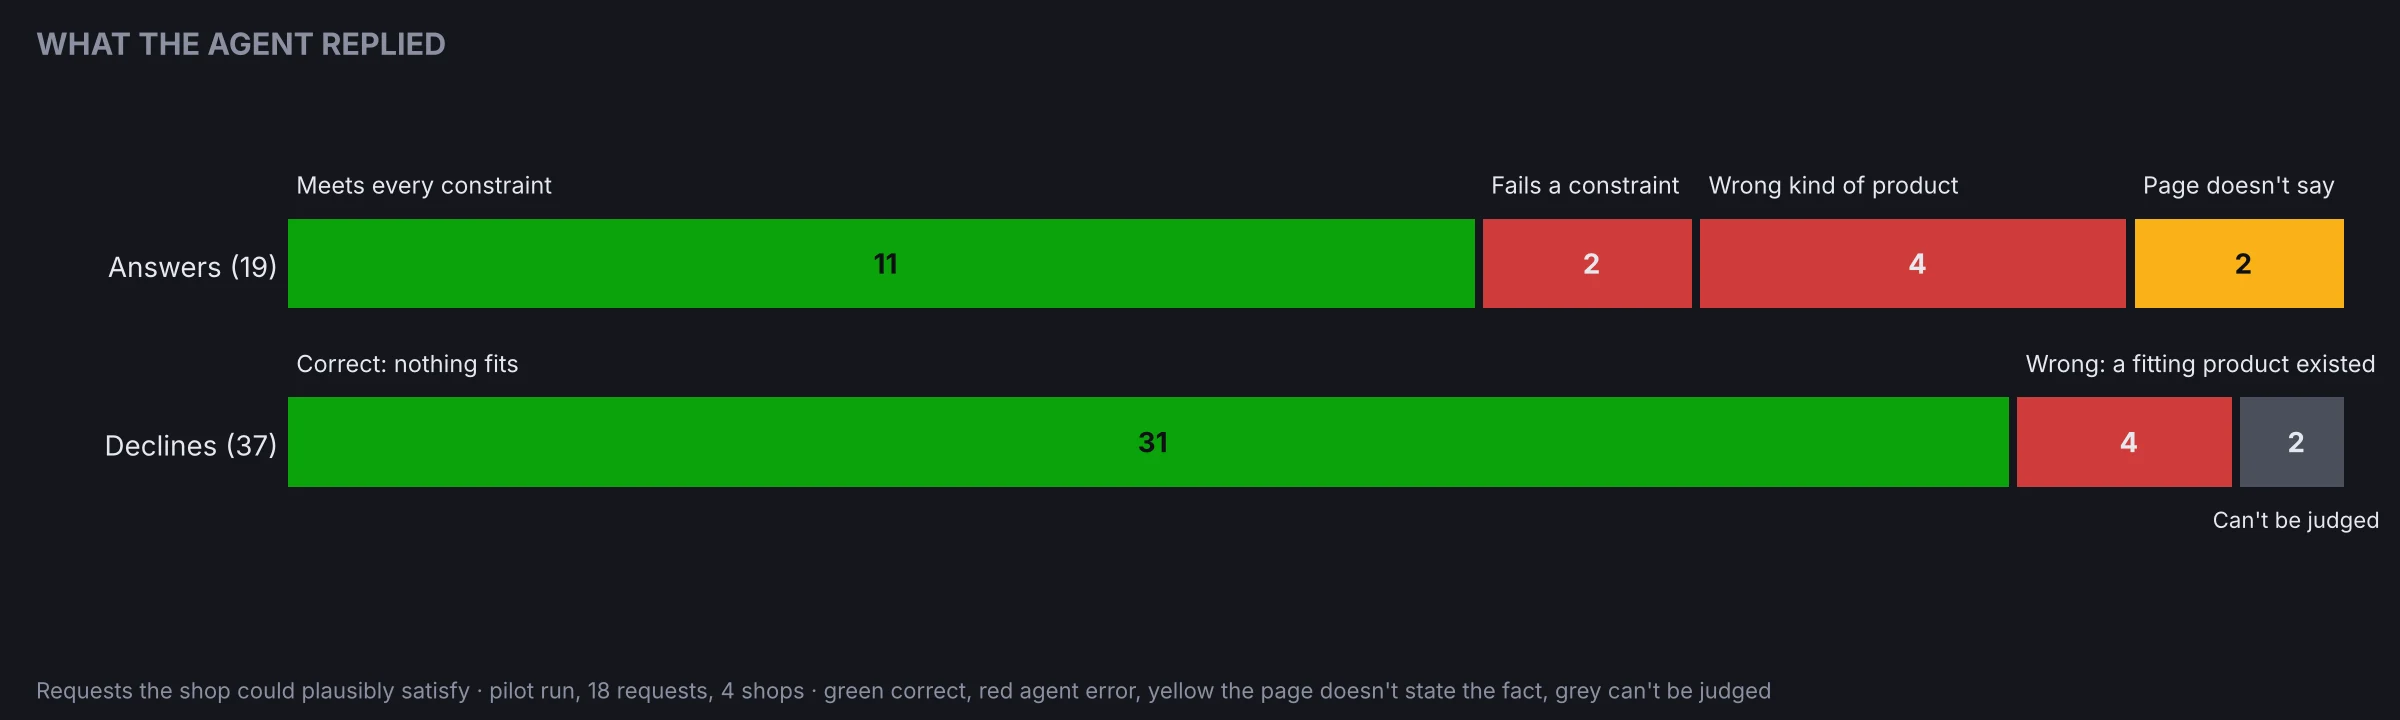 WHAT THE AGENT REPLIED
Meets every constraint
Fails a constraint
Wrong kind of product
Page doesn't say
Answers (19)
11
2
4
2
Correct: nothing fits
Wrong: a fitting product existed
Declines (37)
31
4
2
Can't be judged
Requests the shop could plausibly satisfy · pilot run, 18 requests, 4 shops · green correct, red agent error, yellow the page doesn't state the fact, grey can't be judged